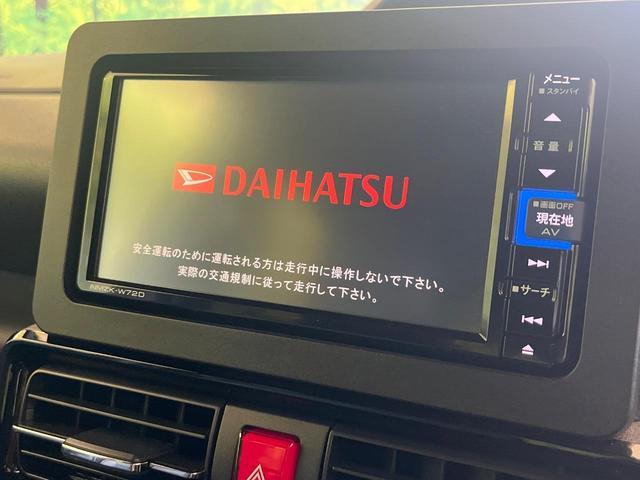 DAIHATSU
安全運転のために運転される方は走行中に操作しないで下さい。
実際の交通規制に従って走行して下さい。
NMZK-W72D
メニュー
■スタンバイ
音量
■画面OFF
現在地
AV
■サーチ